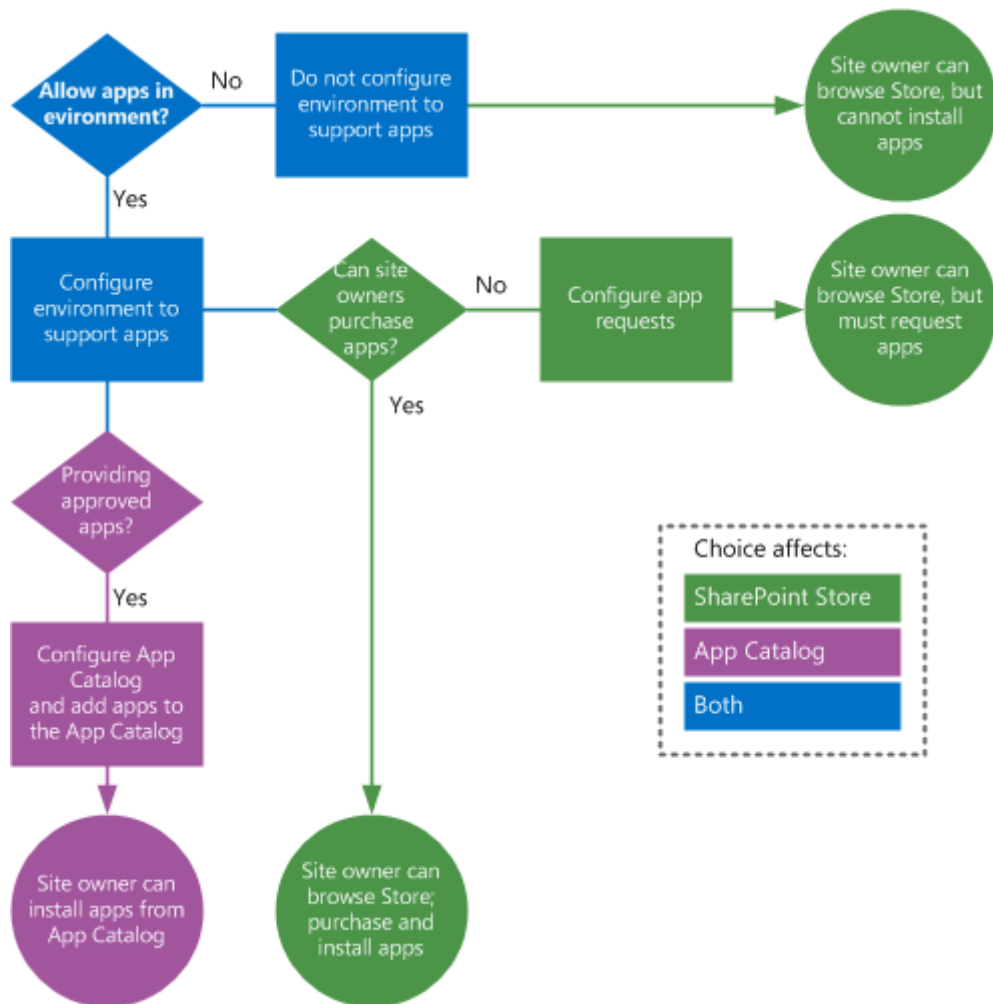 Allow apps in
evironment?
No
Do not configure
environment to
support apps
Site owner can
browse Store, but
cannot install
apps
Yes
Configure
environment to
support apps
Can site
owners
purchase
apps?
No
Configure app
requests
Site owner can
browse Store, but
must request
apps
Yes
Providing
approved
apps?
Yes
Configure App
Catalog
and add apps to
the App Catalog
Choice affects:
SharePoint Store
App Catalog
Both
Site owner can
install apps from
App Catalog
Site owner can
browse Store;
purchase and
install apps